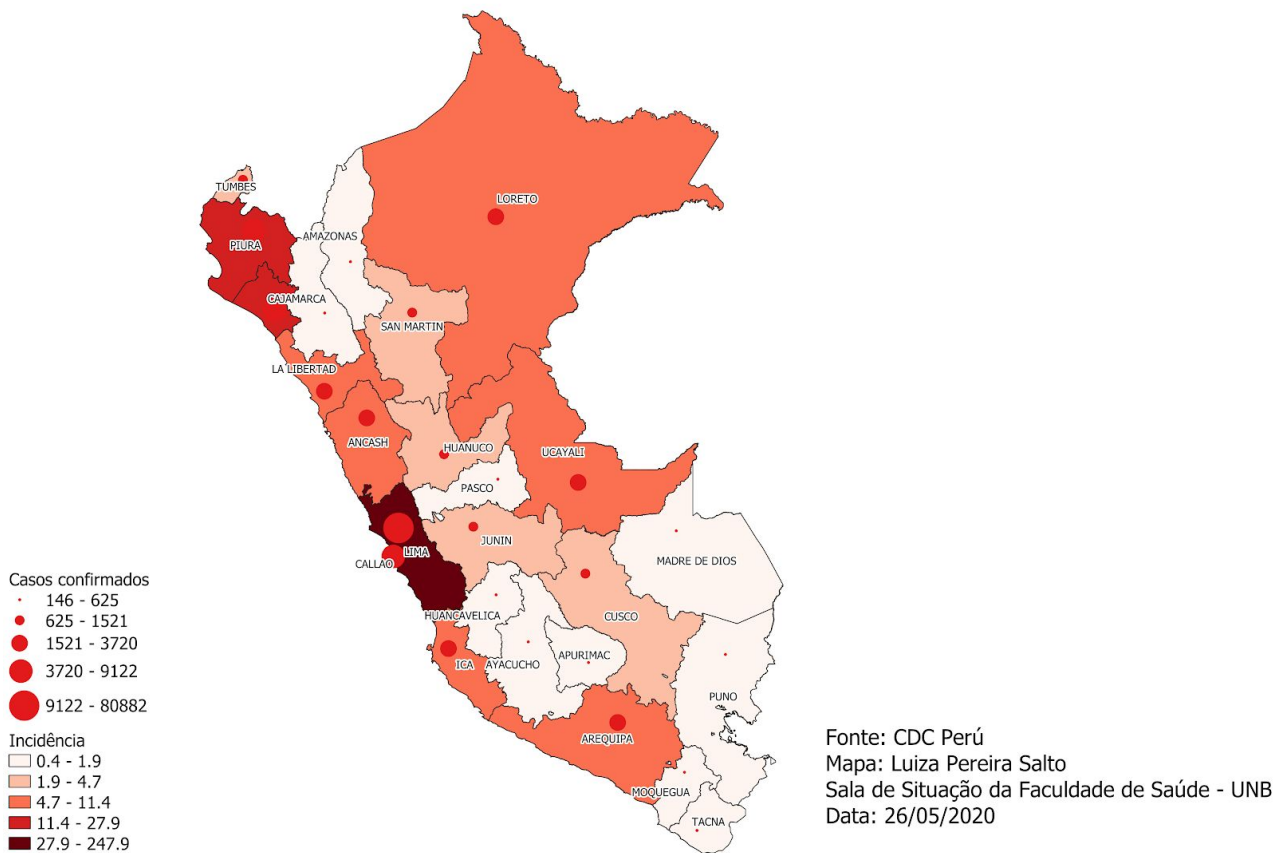 TUMBES
LORETO
PIURA
AMAZONAS
CAJAMARCA
SAN MARTIN
LA LIBERTAD
ANCASH
HUANUCO
UCAYALI
PASCO
LIMA
JUNIN
CALLAO
MADRE DE DIOS
HUANCAVELICA
CUSCO
ICA
AYACUCHO
APURIMAC
PUNO
AREQUIPA
MOQUEGUA
TACNA
Casos confirmados
146 - 625
625 - 1521
1521 - 3720
3720 - 9122
9122 - 80882
Incidência
0.4 - 1.9
1.9 - 4.7
4.7 - 11.4
11.4 - 27.9
27.9 - 247.9
Fonte: CDC Perú
Mapa: Luiza Pereira Salto
Sala de Situação da Faculdade de Saúde - UNB
Data: 26/05/2020